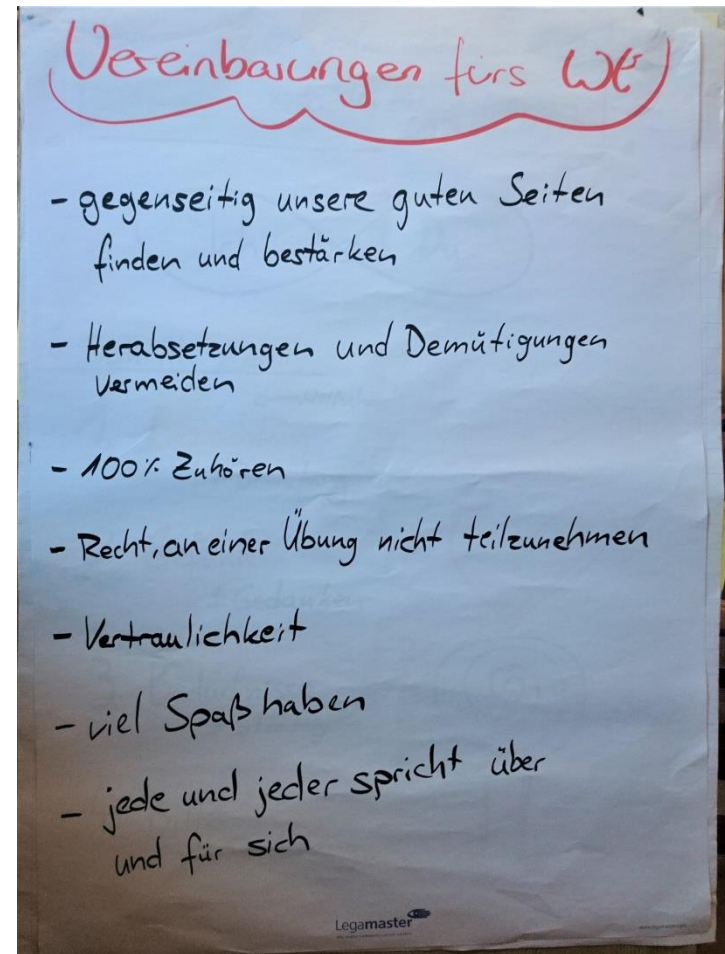 Vereinbarungen fürs WE
- gegenseitig unsere guten Seiten
finden und bestärken
- Herabsetzungen und Demütigungen
vermeiden
- 100% Zuhören
- Recht, an einer Übung nicht teilzunehmen
- Vertraulichkeit
- viel Spaß haben
- jede und jeder spricht über
und für sich
Legamaster